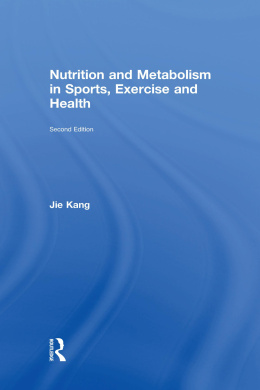 Nutrition and Metabolism
in Sports, Exercise and
Health
Second Edition
Jie Kang
ROUTLEDGE